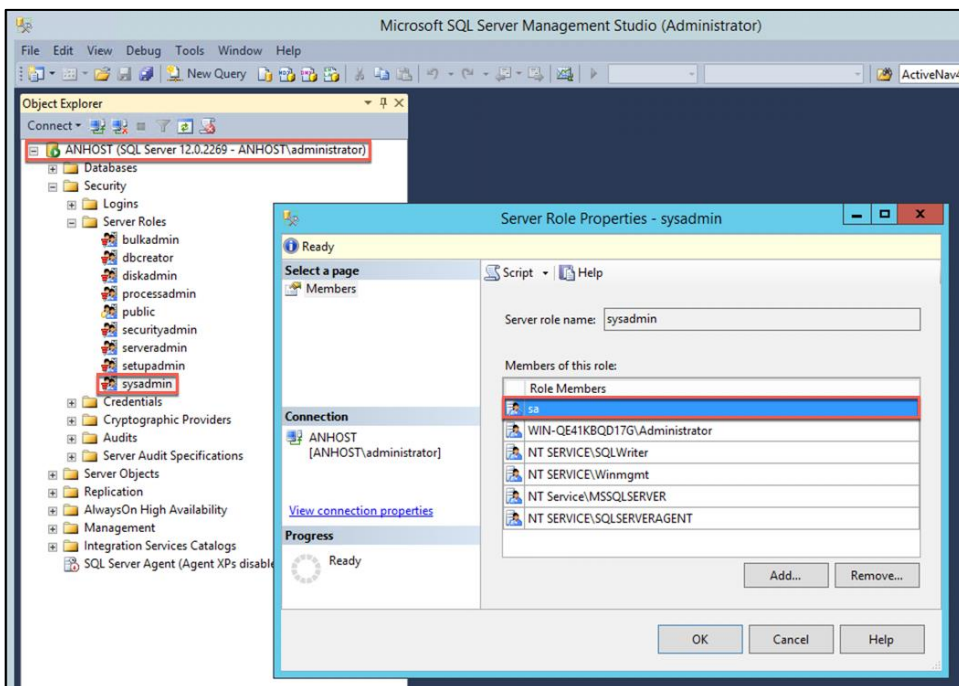 Microsoft SQL Server Management Studio (Administrator)
File Edit View Debug Tools Window Help
New Query
ActiveNav4
Object Explorer
Connect
ANHOST (SQL Server 12.0.2269 - ANHOST\administrator)
Databases
Security
Logins
Server Roles
bulkadmin
dbcreator
diskadmin
processadmin
public
securityadmin
serveradmin
setupadmin
sysadmin
Credentials
Cryptographic Providers
Audits
Server Audit Specifications
Server Objects
Replication
AlwaysOn High Availability
Management
Integration Services Catalogs
SQL Server Agent (Agent XPs disable
Server Role Properties - sysadmin
Ready
Select a page
Members
Script Help
Server role name: sysadmin
Members of this role:
Role Members
sa
WIN-QE41KBQD17G\Administrator
NT SERVICE\SQLWriter
NT SERVICE\Winmgmt
NT Service\MSSQLSERVER
NT SERVICE\SQLSERVERAGENT
Connection
ANHOST
[ANHOST\administrator]
View connection properties
Progress
Ready
Add... Remove...
OK Cancel Help